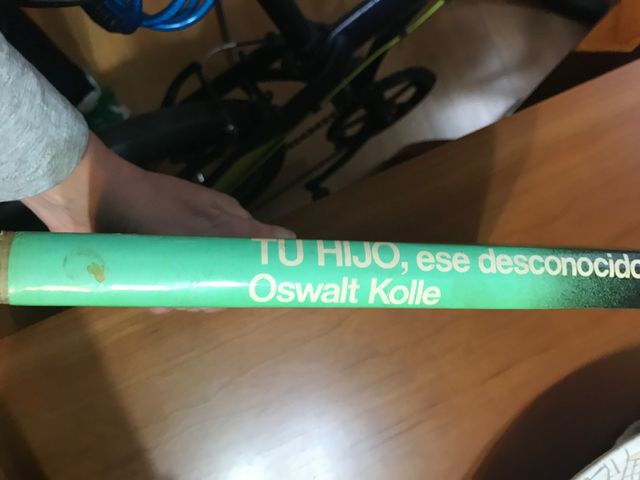 TU HIJO, ese desconocido
Oswalt Kolle